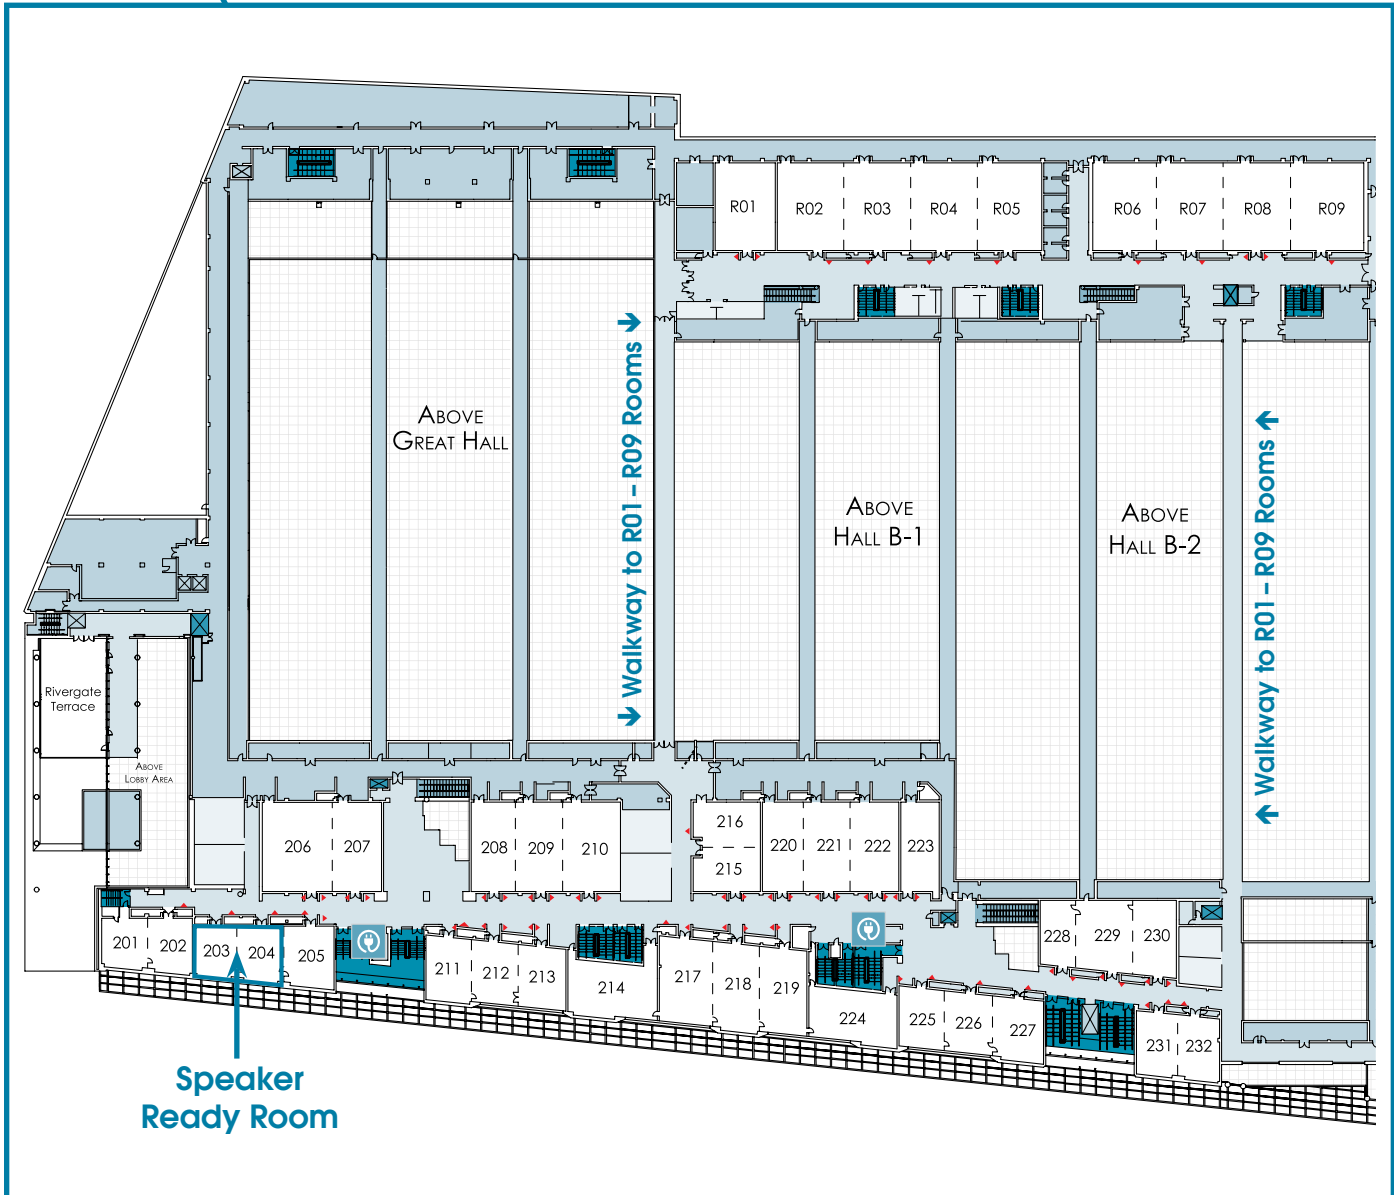 R01
R02
R03
R04
R05
R06
R07
R08
R09
ABOVE
GREAT HALL
← Walkway to R01 – R09 Rooms →
ABOVE
HALL B-1
ABOVE
HALL B-2
← Walkway to R01 – R09 Rooms →
Rivergate
Terrace
ABOVE
LOBBY AREA
206
207
208
209
210
216
215
220
221
222
223
201
202
203
204
205
211
212
213
214
217
218
219
224
225
226
227
228
229
230
231
232
Speaker
Ready Room